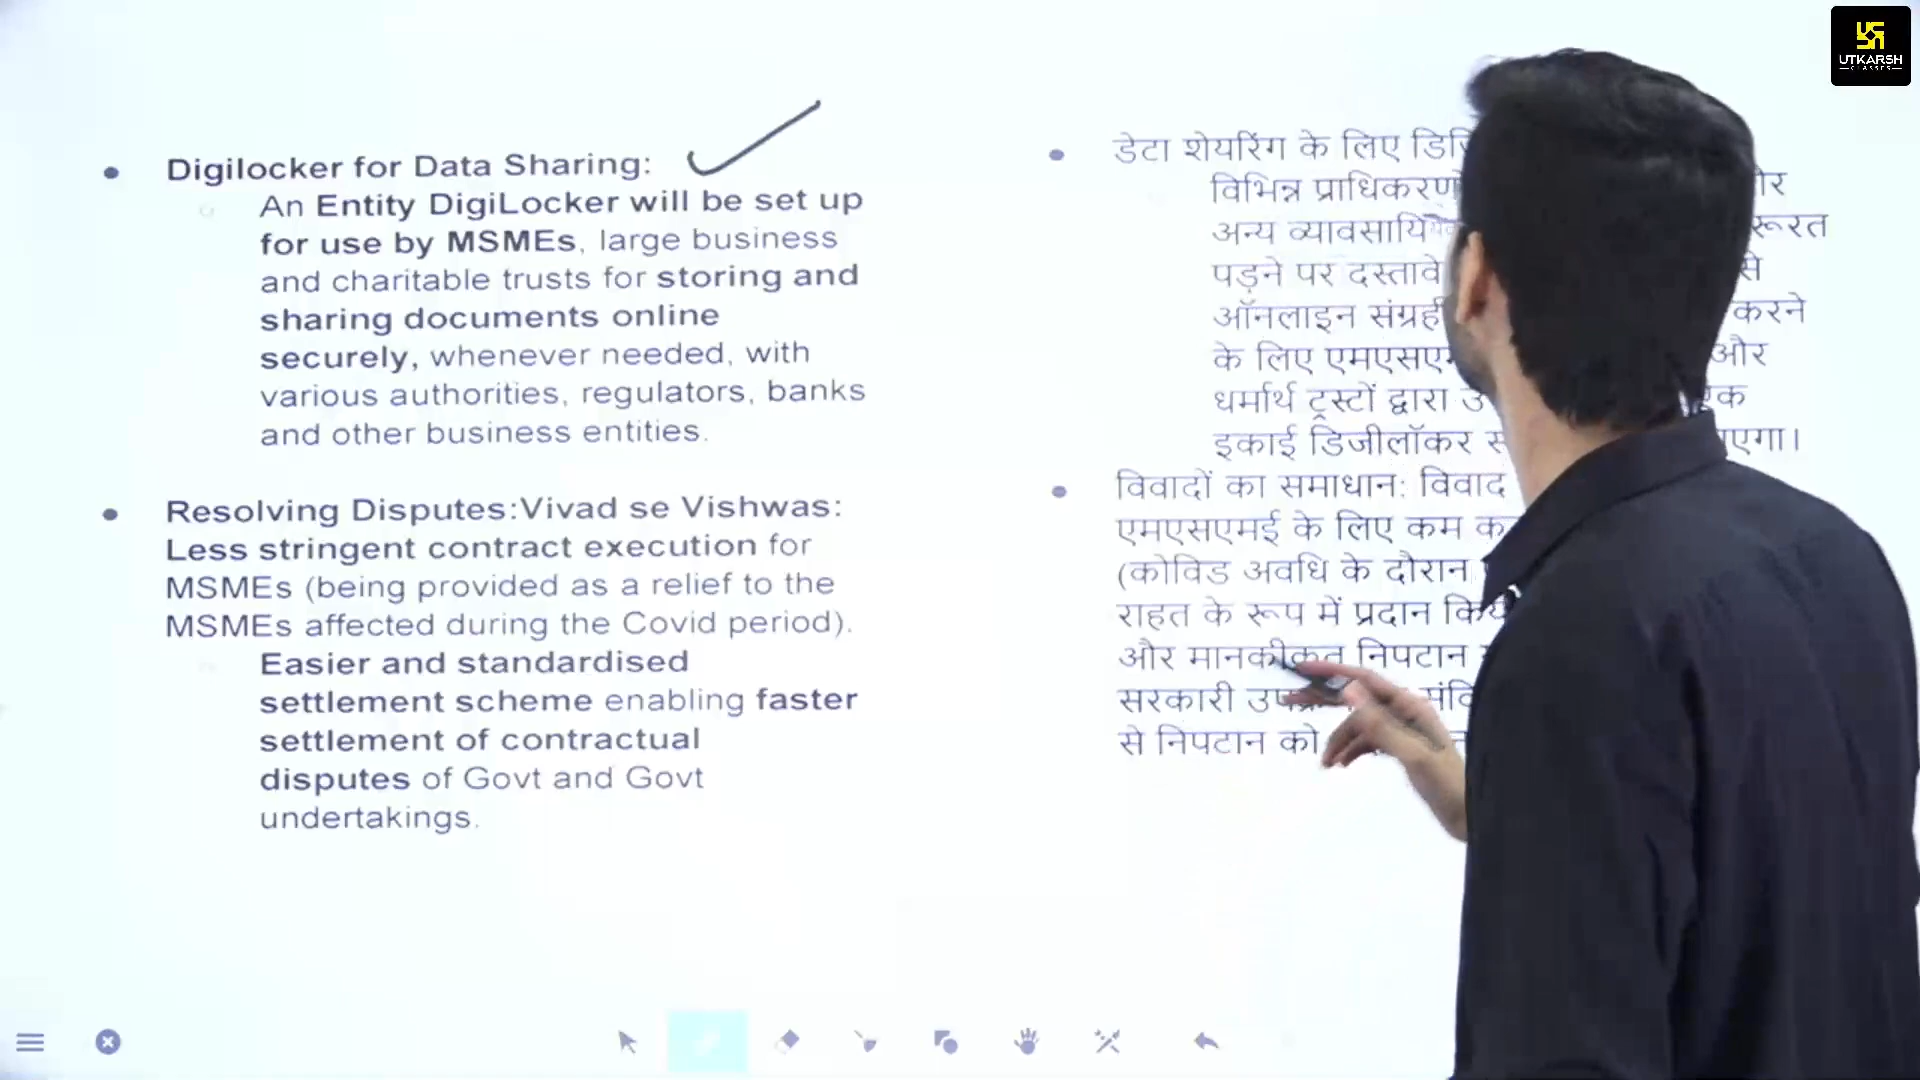 UTKARSH
CLASSES
Digilocker for Data Sharing:
An Entity DigiLocker will be set up
for use by MSMEs, large business
and charitable trusts for storing and
sharing documents online
securely, whenever needed, with
various authorities, regulators, banks
and other business entities.
Resolving Disputes:Vivad se Vishwas:
Less stringent contract execution for
MSMEs (being provided as a relief to the
MSMEs affected during the Covid period).
Easier and standardised
settlement scheme enabling faster
settlement of contractual
disputes of Govt and Govt
undertakings.
डेटा शेयरिंग के लिए
विभिन्न
अन्य
पड़ने पर
ऑनलाइन करने
के लिए और
धर्मार्थ ट्रस्टों द्वारा
इकाई डिजीलॉकर
विवादों का समाधान: विवाद
एमएसएमई के लिए कम
(कोविड अवधि के दौरान
राहत के रूप में प्रदान
और मानकीकृत निपटान
सरकारी
से निपटान को